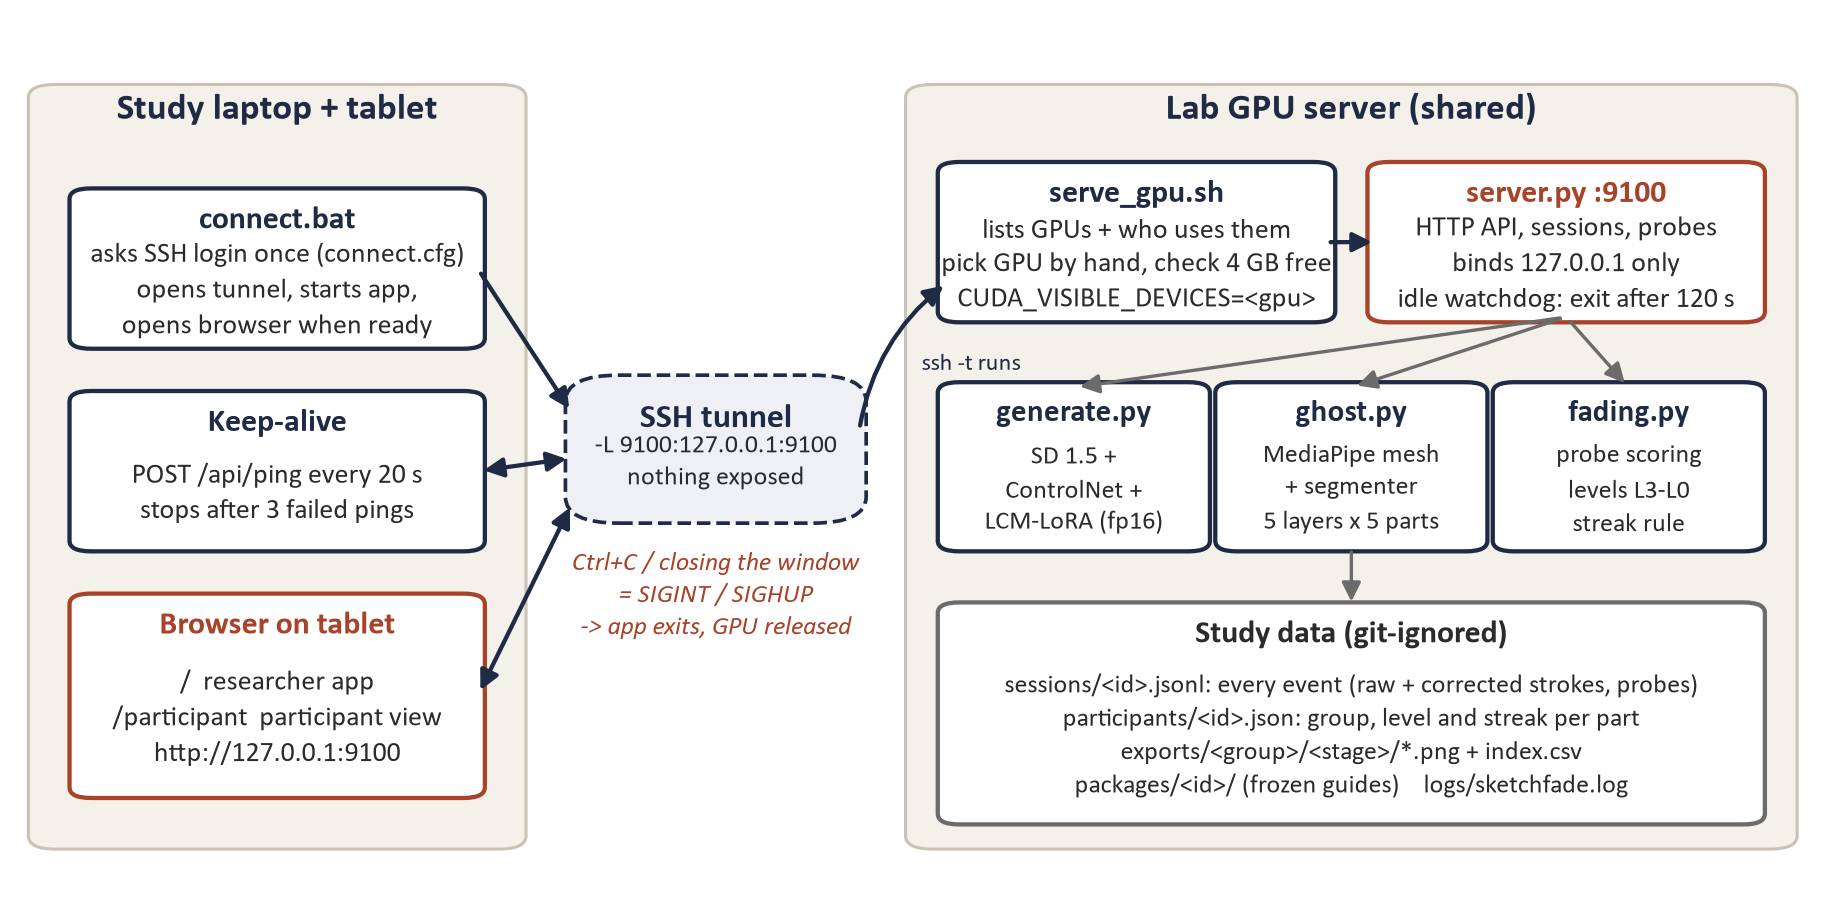 Study laptop + tablet
connect.bat
asks SSH login once (connect.cfg)
opens tunnel, starts app,
opens browser when ready
Keep-alive
POST /api/ping every 20 s
stops after 3 failed pings
Browser on tablet
/  researcher app
/participant  participant view
http://127.0.0.1:9100
SSH tunnel
-L 9100:127.0.0.1:9100
nothing exposed
Ctrl+C / closing the window
= SIGINT / SIGHUP
-> app exits, GPU released
Lab GPU server (shared)
serve_gpu.sh
lists GPUs + who uses them
pick GPU by hand, check 4 GB free
CUDA_VISIBLE_DEVICES=<gpu>
server.py :9100
HTTP API, sessions, probes
binds 127.0.0.1 only
idle watchdog: exit after 120 s
ssh -t runs
generate.py
SD 1.5 +
ControlNet +
LCM-LoRA (fp16)
ghost.py
MediaPipe mesh
+ segmenter
5 layers x 5 parts
fading.py
probe scoring
levels L3-L0
streak rule
Study data (git-ignored)
sessions/<id>.jsonl: every event (raw + corrected strokes, probes)
participants/<id>.json: group, level and streak per part
exports/<group>/<stage>/*.png + index.csv
packages/<id>/ (frozen guides)    logs/sketchfade.log